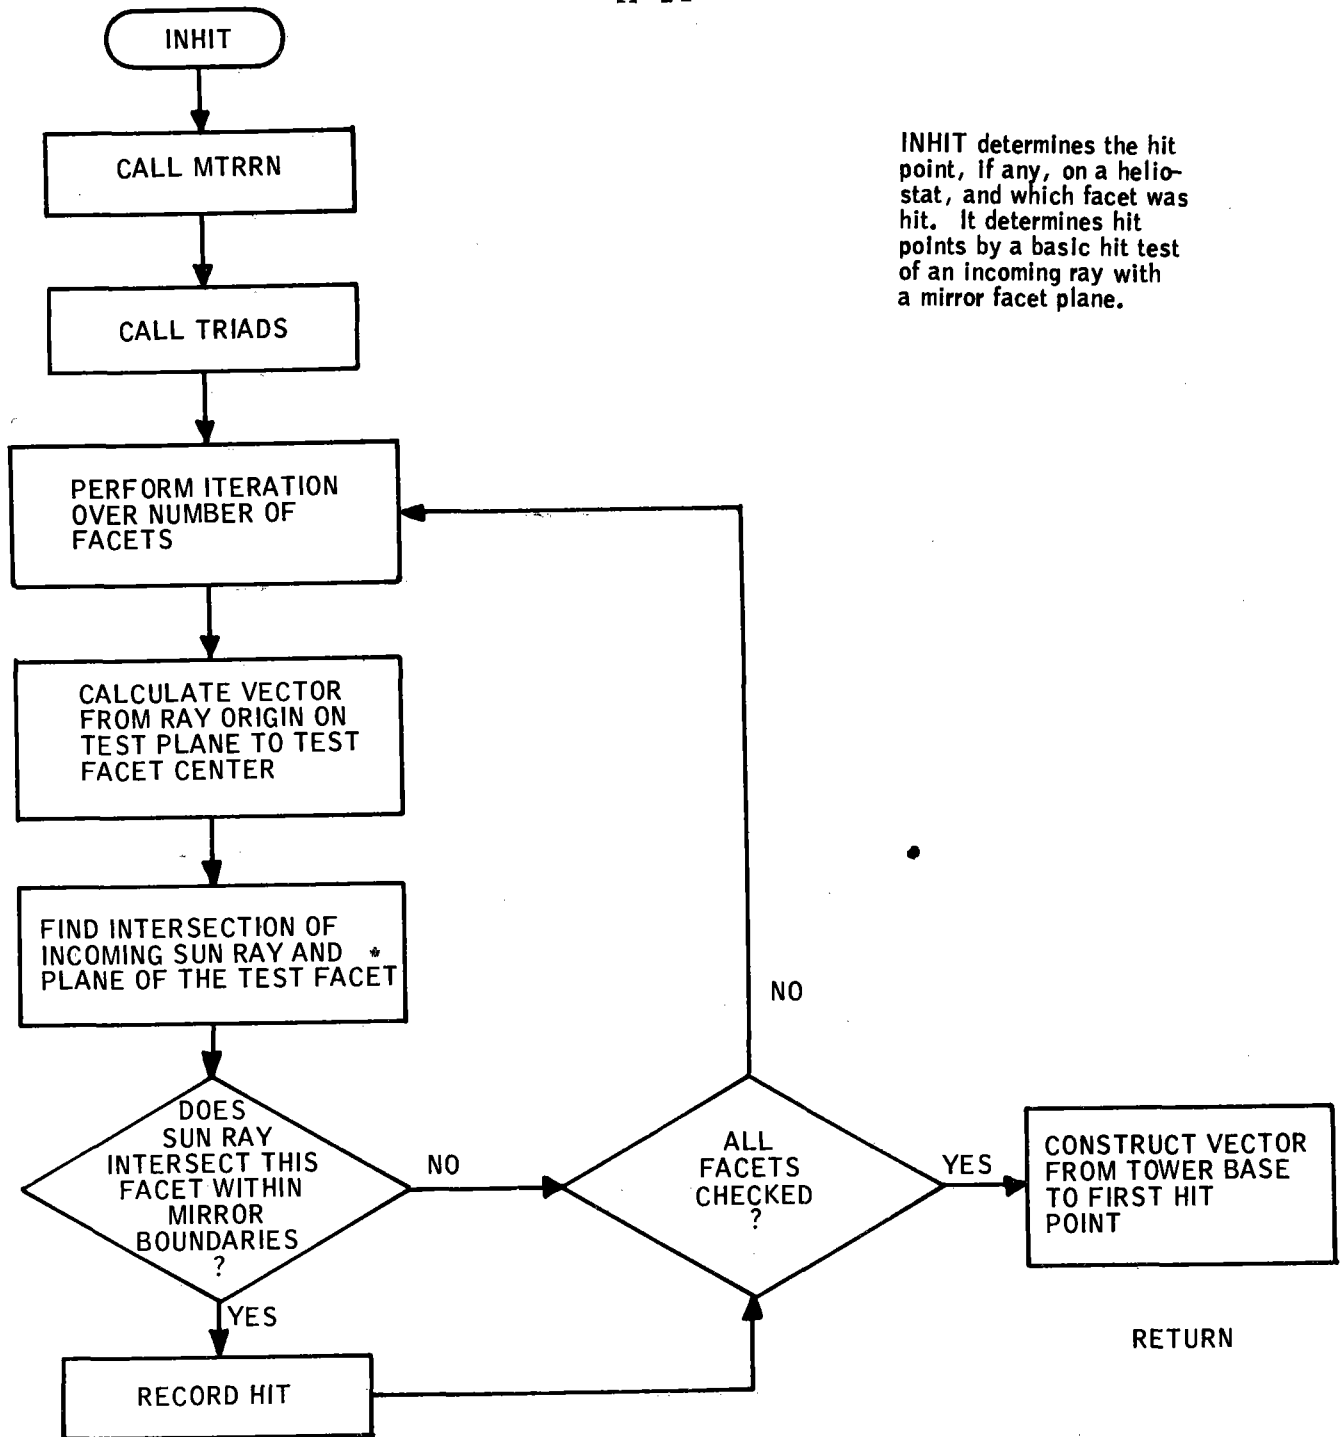 INHIT
CALL MTRRN
INHIT determines the hit
point, if any, on a helio-
stat, and which facet was
hit. It determines hit
points by a basic hit test
of an incoming ray with
a mirror facet plane.
CALL TRIADS
PERFORM ITERATION
OVER NUMBER OF
FACETS
CALCULATE VECTOR
FROM RAY ORIGIN ON
TEST PLANE TO TEST
FACET CENTER
FIND INTERSECTION OF
INCOMING SUN RAY AND *
PLANE OF THE TEST FACET
NO
DOES
SUN RAY
INTERSECT THIS
FACET WITHIN
MIRROR
BOUNDARIES
?
NO
ALL
FACETS
CHECKED
?
YES
CONSTRUCT VECTOR
FROM TOWER BASE
TO FIRST HIT
POINT
YES
RECORD HIT
RETURN